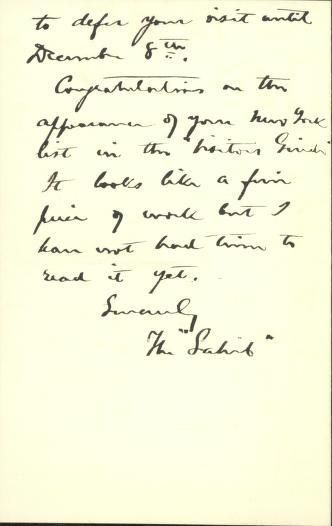 to defer your visit until
December 8th.
Congratulations on the
appearance of your New York
list in the "Visitors Guide"
It looks like a fine
piece of work but I
have not had time to
read it yet.
Sincerely
The "Sahib"